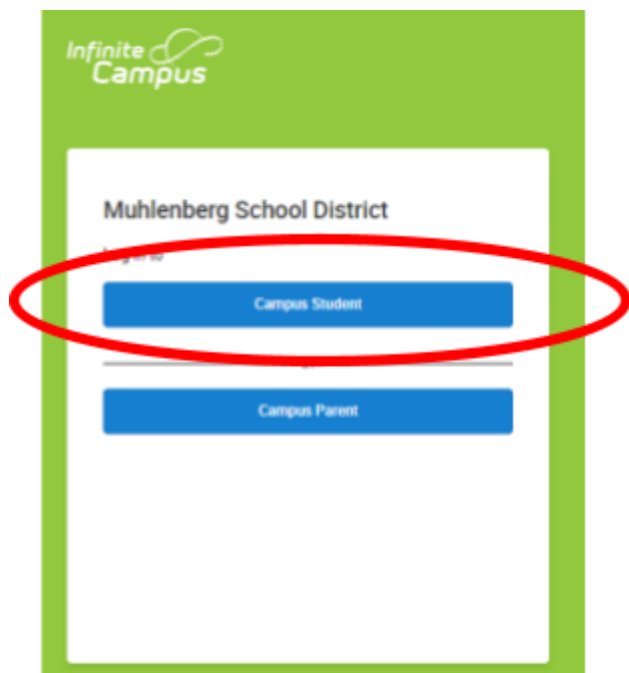 Infinite
Campus
Muhlenberg School District
Campus Student
Campus Parent